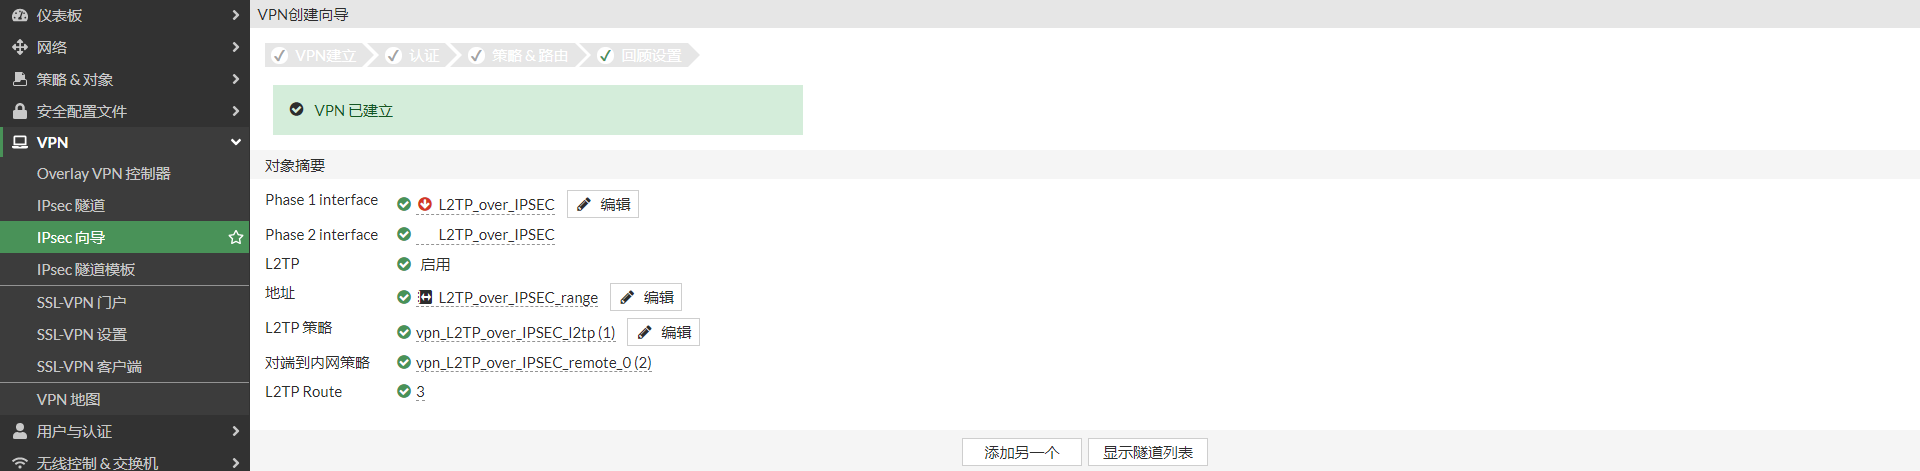 仪表板
网络
策略 & 对象
安全配置文件
VPN
Overlay VPN 控制器
IPsec 隧道
IPsec 向导
IPsec 隧道模板
SSL-VPN 门户
SSL-VPN 设置
SSL-VPN 客户端
VPN 地图
用户与认证
无线控制 & 交换机
VPN创建向导
VPN建立 认证 策略 & 路由 回顾设置
VPN 已建立
对象摘要
Phase 1 interface L2TP_over_IPSEC 编辑
Phase 2 interface L2TP_over_IPSEC
L2TP 启用
地址 L2TP_over_IPSEC_range 编辑
L2TP 策略 vpn_L2TP_over_IPSEC_l2tp (1) 编辑
对端到内网策略 vpn_L2TP_over_IPSEC_remote_0 (2)
L2TP Route 3
添加另一个 显示隧道列表